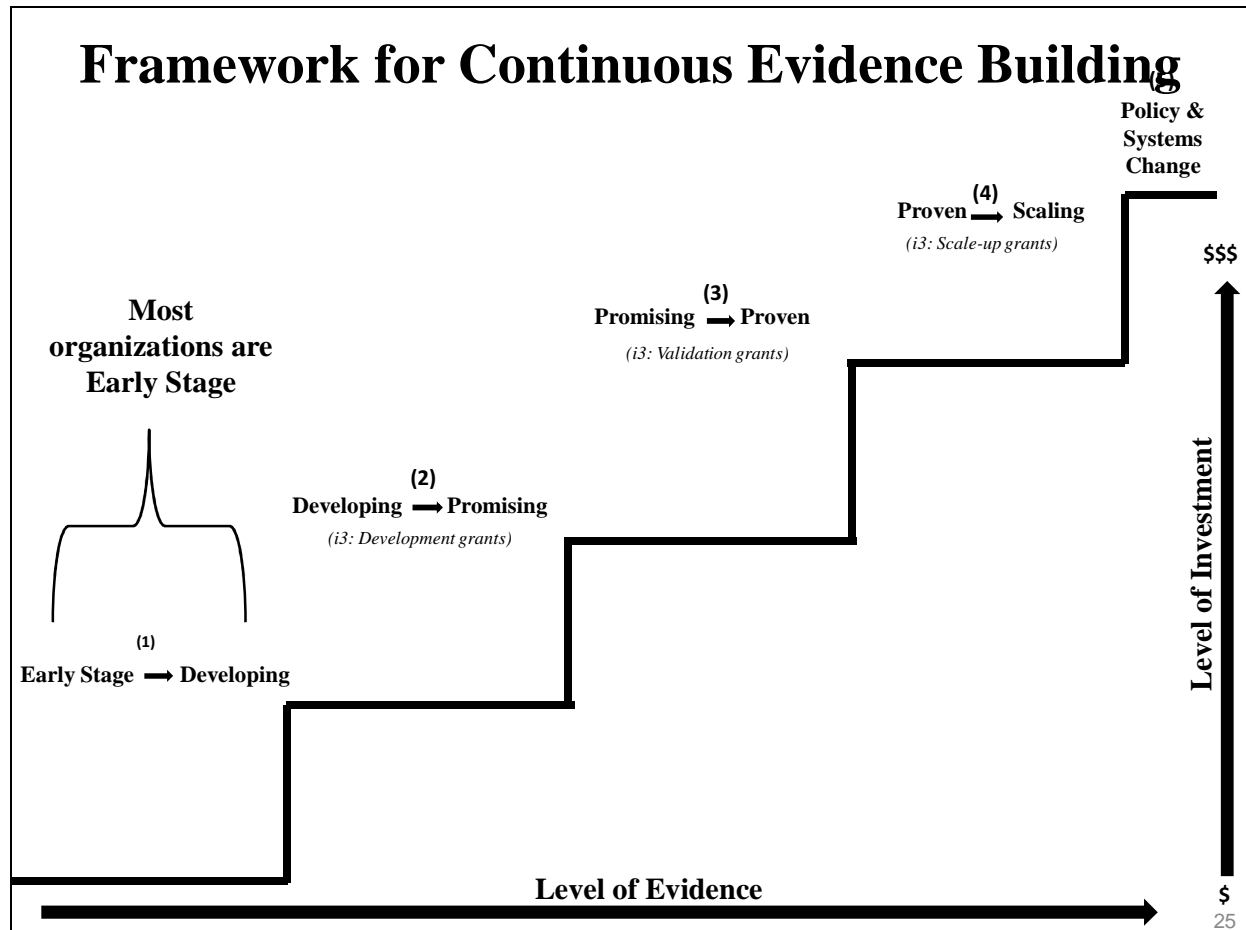 Framework for Continuous Evidence Building
Policy &
Systems
Change
(4)
Proven Scaling
(i3: Scale-up grants)
$$$
(3)
Promising Proven
(i3: Validation grants)
Most
organizations are
Early Stage
(2)
Developing Promising
(i3: Development grants)
Level of Investment
(1)
Early Stage Developing
Level of Evidence
$
25